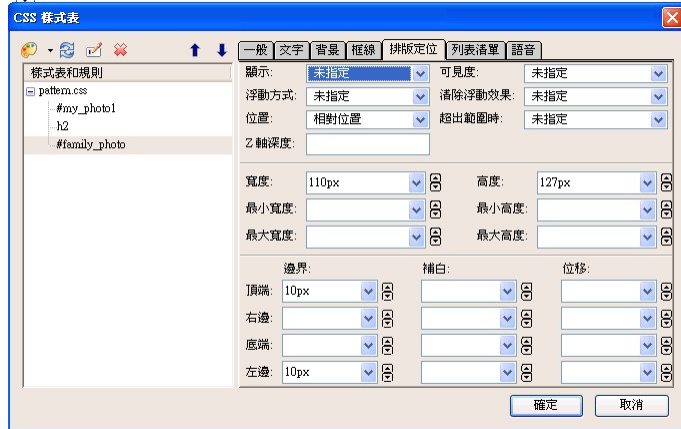 CSS 樣式表
一般 文字 背景 框線 排版定位 列表清單 語音
樣式表和規則
pattern.css
#my_photo1
h2
#family_photo
顯示: 未指定 可見度: 未指定
浮動方式: 未指定 清除浮動效果: 未指定
位置: 相對位置 超出範圍時: 未指定
Z 軸深度:
寬度: 110px 高度: 127px
最小寬度: 最小高度:
最大寬度: 最大高度:
邊界: 補白: 位移:
頂端: 10px
右邊:
底端:
左邊: 10px
確定 取消